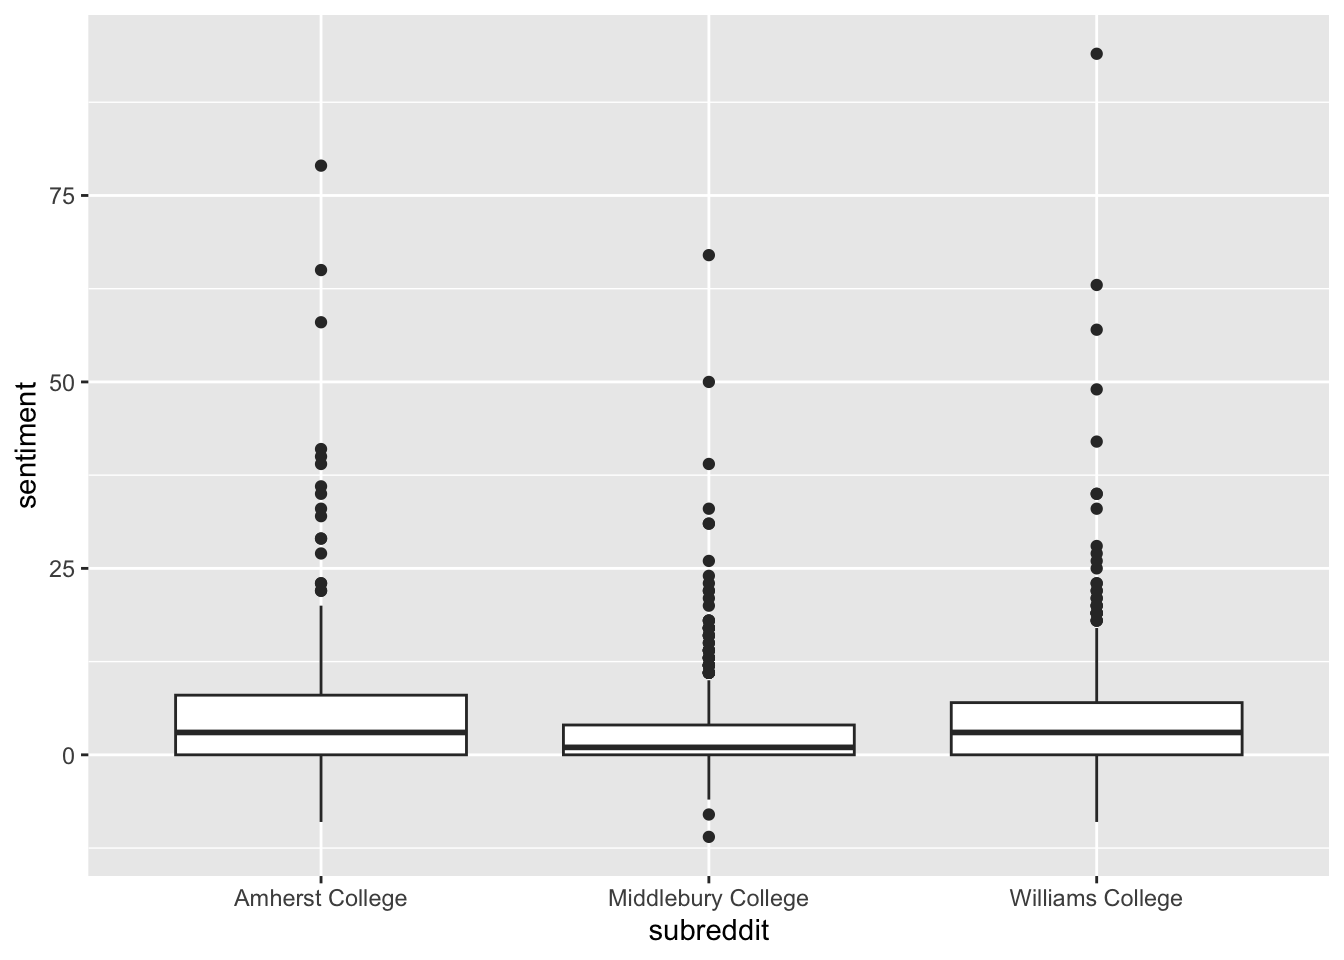 75
50
25
0
sentiment
Amherst College
Middlebury College
Williams College
subreddit